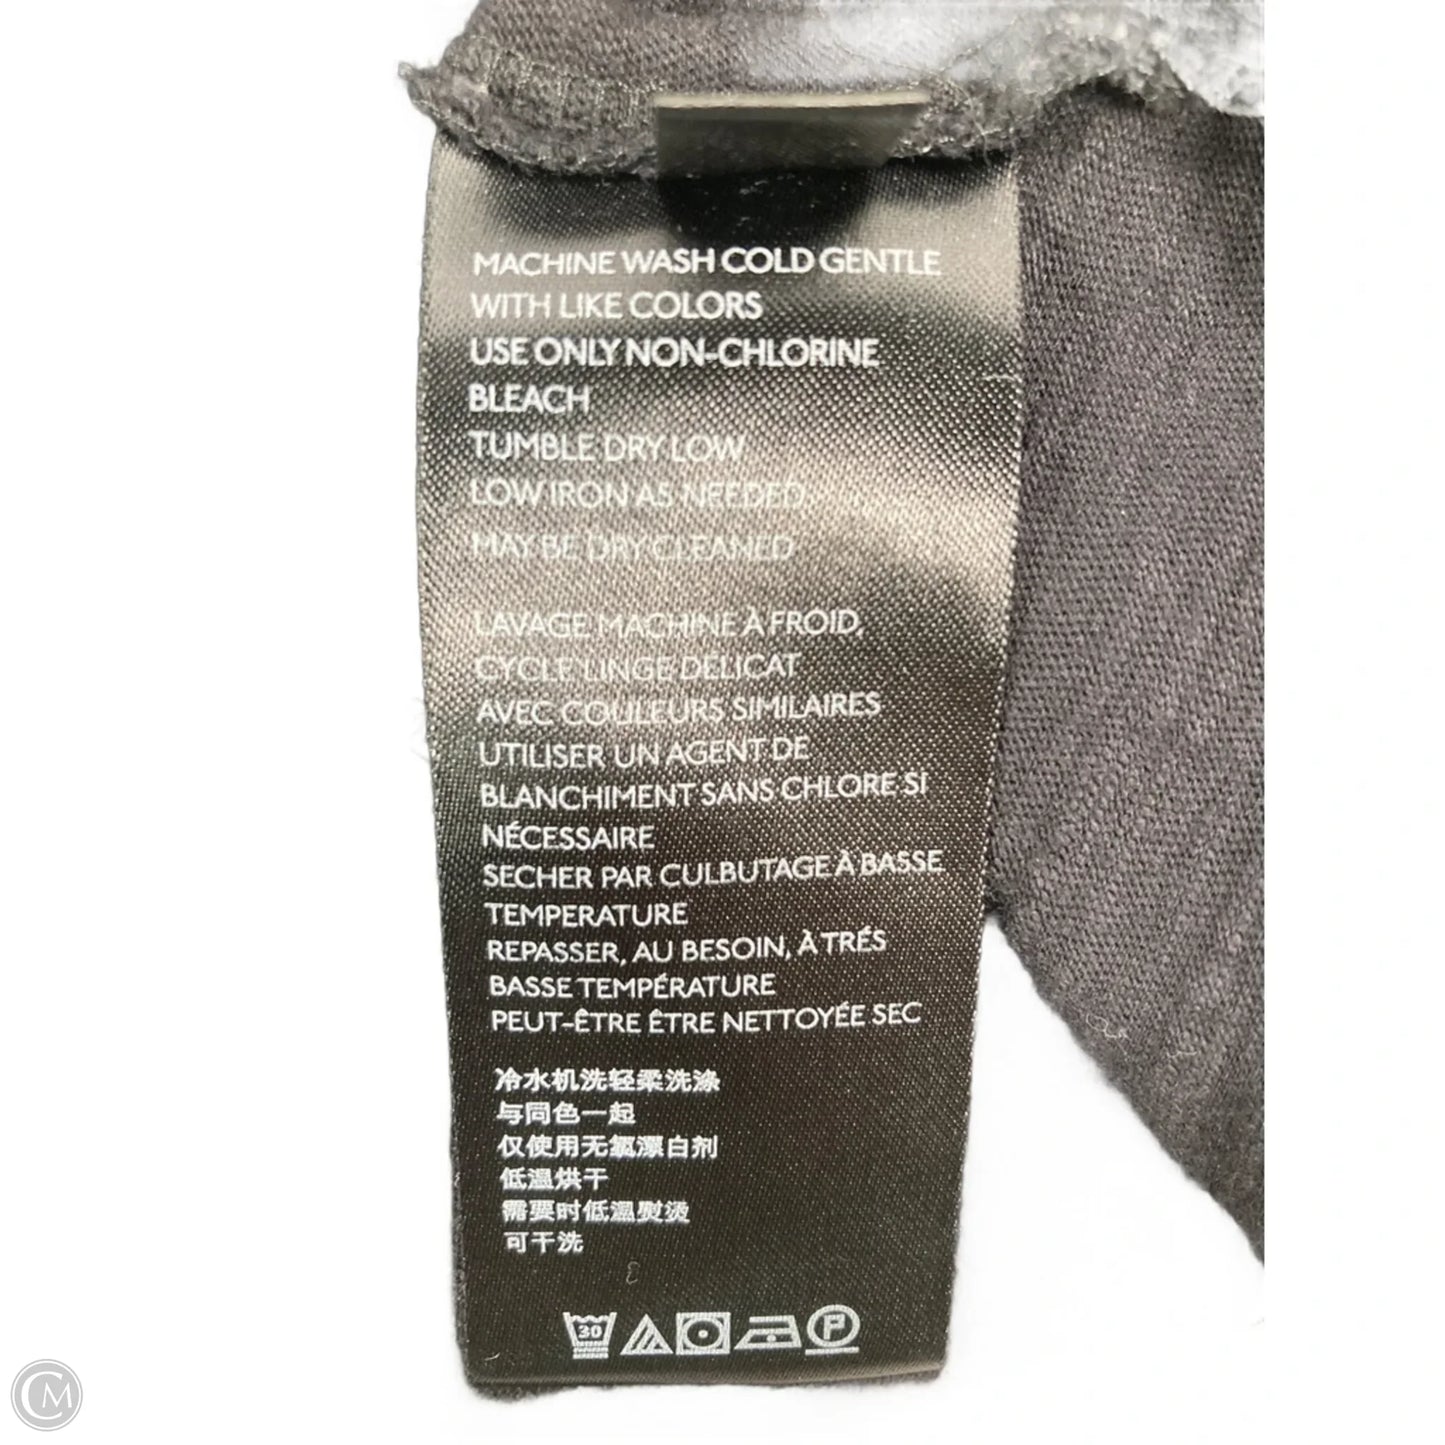 MACHINE WASH COLD GENTLE
WITH LIKE COLORS
USE ONLY NON-CHLORINE
BLEACH
TUMBLE DRY LOW
LOW IRON AS NEEDED
MAY BE DRY CLEANED
LAVAGE MACHINE À FROID,
CYCLE LINGE DELICAT
AVEC COULEURS SIMILAIRES
UTILISER UN AGENT DE
BLANCHIMENT SANS CHLORE SI
NÉCESSAIRE
SECHER PAR CULBUTAGE À BASSE
TEMPERATURE
REPASSER, AU BESOIN, À TRÉS
BASSE TEMPÉRATURE
PEUT-ÊTRE ÊTRE NETTOYÉE SEC
冷水机洗轻柔洗涤
与同色一起
仅使用无氯漂白剂
低温烘干
需要时低温熨烫
可干洗
3
30 P
CM